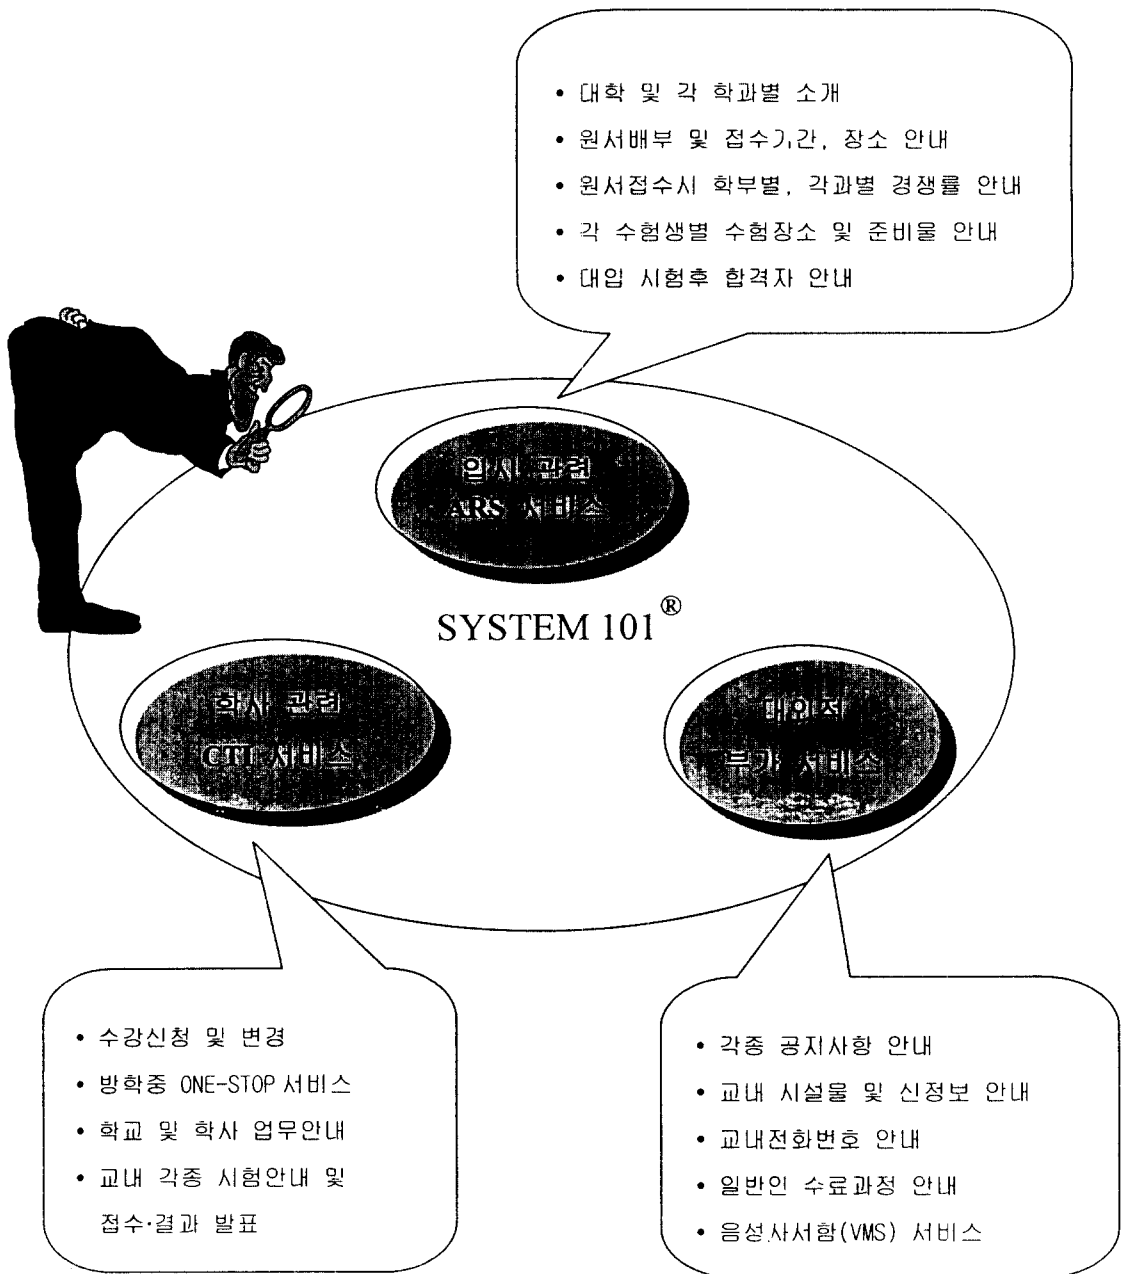 • 대학 및 각 학과별 소개
• 원서배부 및 접수기간, 장소 안내
• 원서접수시 학부별, 각과별 경쟁률 안내
• 각 수험생별 수험장소 및 준비물 안내
• 대입 시험후 합격자 안내
입시 관련
ARS 서비스
SYSTEM 101®
학사 관련
CTI 서비스
대외적
부가 서비스
• 수강신청 및 변경
• 방학중 ONE-STOP 서비스
• 학교 및 학사 업무안내
• 교내 각종 시험안내 및
접수·결과 발표
• 각종 공지사항 안내
• 교내 시설물 및 신정보 안내
• 교내전화번호 안내
• 일반인 수료과정 안내
• 음성사서함(VMS) 서비스